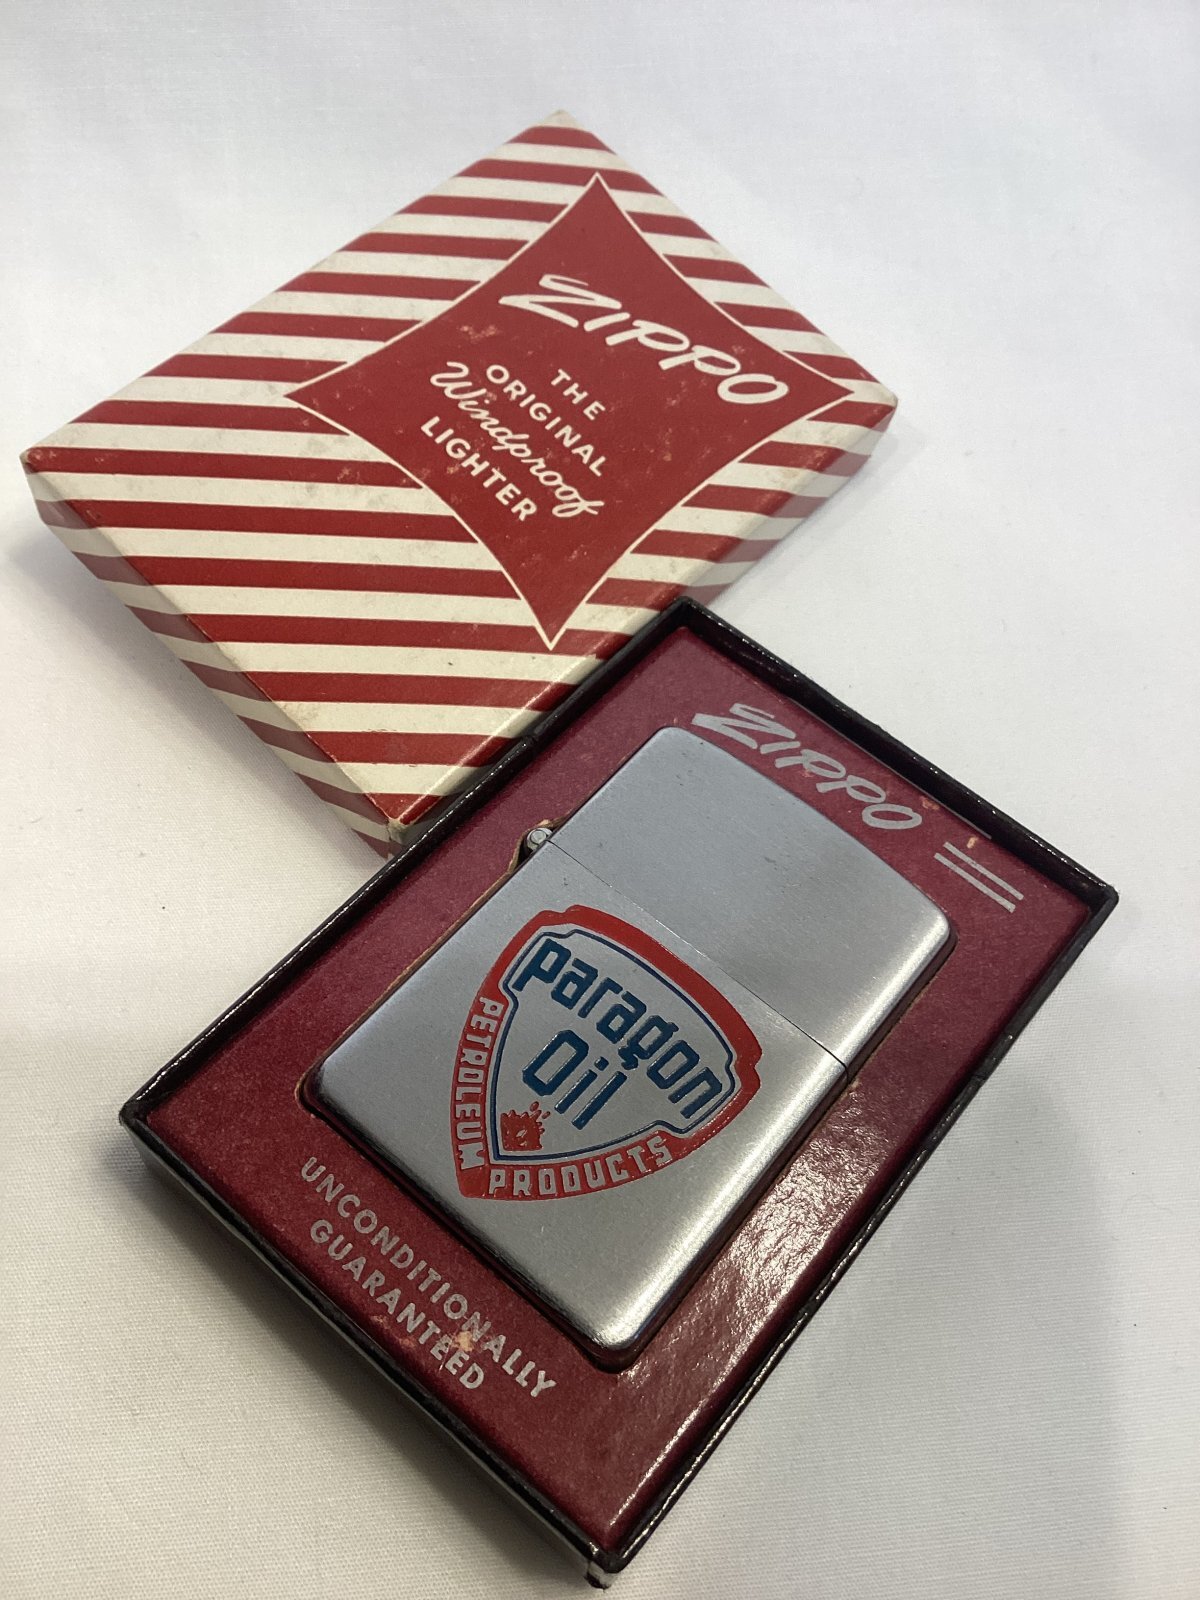 ZIPPO
THE
ORIGINAL
Windproof
LIGHTER
ZIPPO
paragon
Oil
PETROLEUM PRODUCTS
UNCONDITIONALLY
GUARANTEED